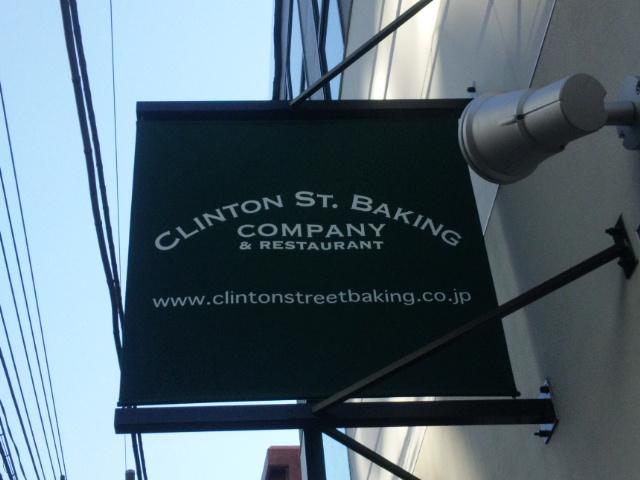 CLINTON ST. BAKING
COMPANY
& RESTAURANT
www.clintonstreetbaking.co.jp